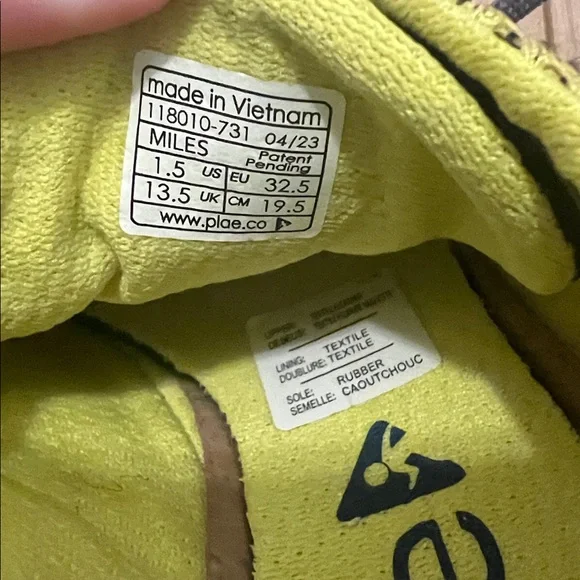 made in Vietnam
118010-731 04/23
MILES Patent Pending
1.5 US EU 32.5
13.5 UK CM 19.5
www.plae.co
UPPER:
LINING: TEXTILE
DOUBLURE: TEXTILE
SOLE: RUBBER
SEMELLE: CAOUTCHOUC
e